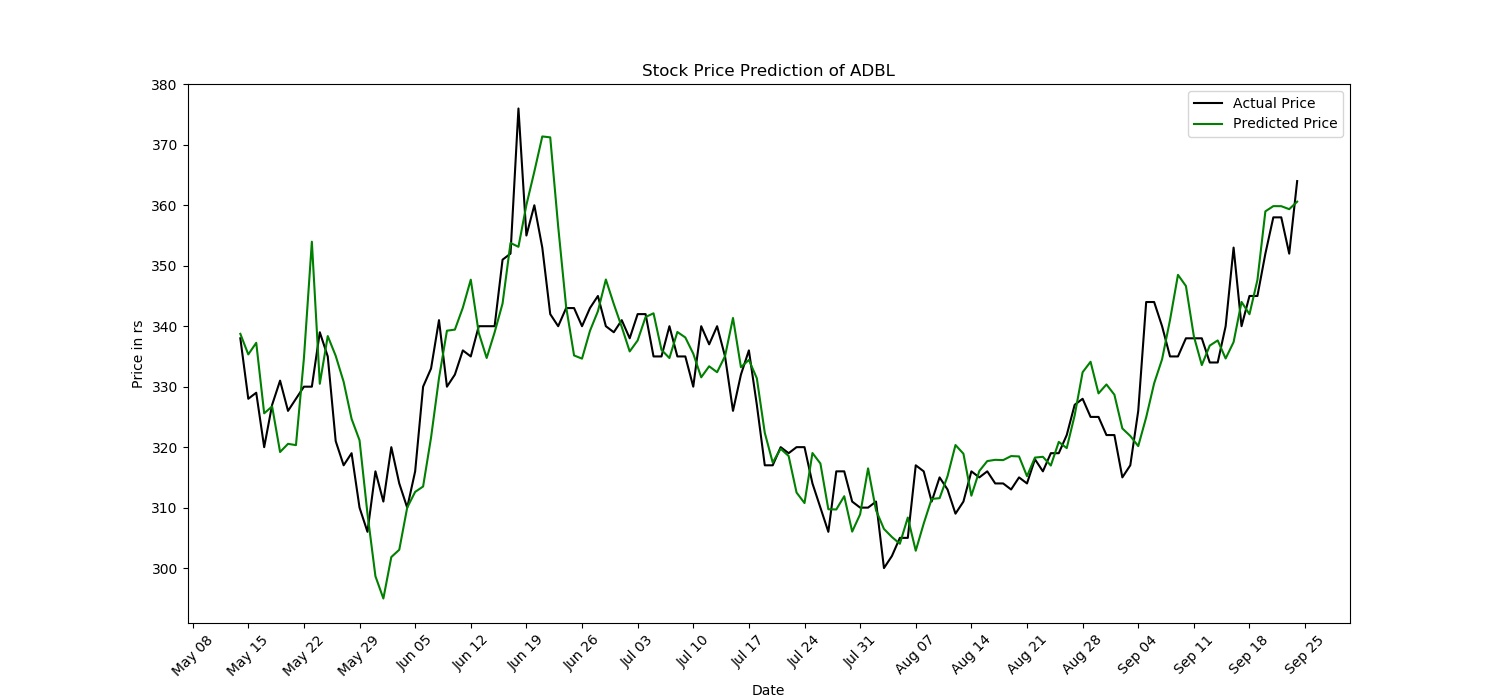 Stock Price Prediction of ADBL
Actual Price
Predicted Price
Price in rs
380
370
360
350
340
330
320
310
300
May 08
May 15
May 22
May 29
Jun 05
Jun 12
Jun 19
Jun 26
Jul 03
Jul 10
Jul 17
Jul 24
Jul 31
Aug 07
Aug 14
Aug 21
Aug 28
Sep 04
Sep 11
Sep 18
Sep 25
Date